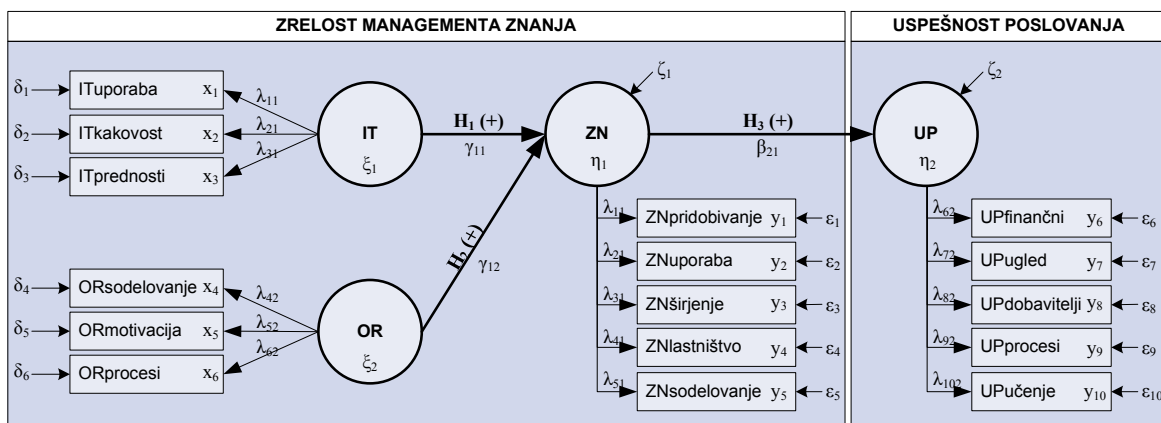 ZRELOST MANAGEMENTA ZNANJA
USPEŠNOST POSLOVANJA
δ1 ITuporaba x1 λ11
δ2 ITkakovost x2 λ21
δ3 ITprednosti x3 λ31
IT
ξ1
H1 (+)
γ11
ζ1
ZN
η1
H3 (+)
β21
ζ2
UP
η2
H2 (+)
γ12
δ4 ORsodelovanje x4 λ42
δ5 ORmotivacija x5 λ52
δ6 ORprocesi x6 λ62
OR
ξ2
λ11 ZNpridobivanje y1 ε1
λ21 ZNuporaba y2 ε2
λ31 ZNširjenje y3 ε3
λ41 ZNlastništvo y4 ε4
λ51 ZNsodelovanje y5 ε5
λ62 UPfinančni y6 ε6
λ72 UPugled y7 ε7
λ82 UPdobavitelji y8 ε8
λ92 UPprocesi y9 ε9
λ102 UPučenje y10 ε10